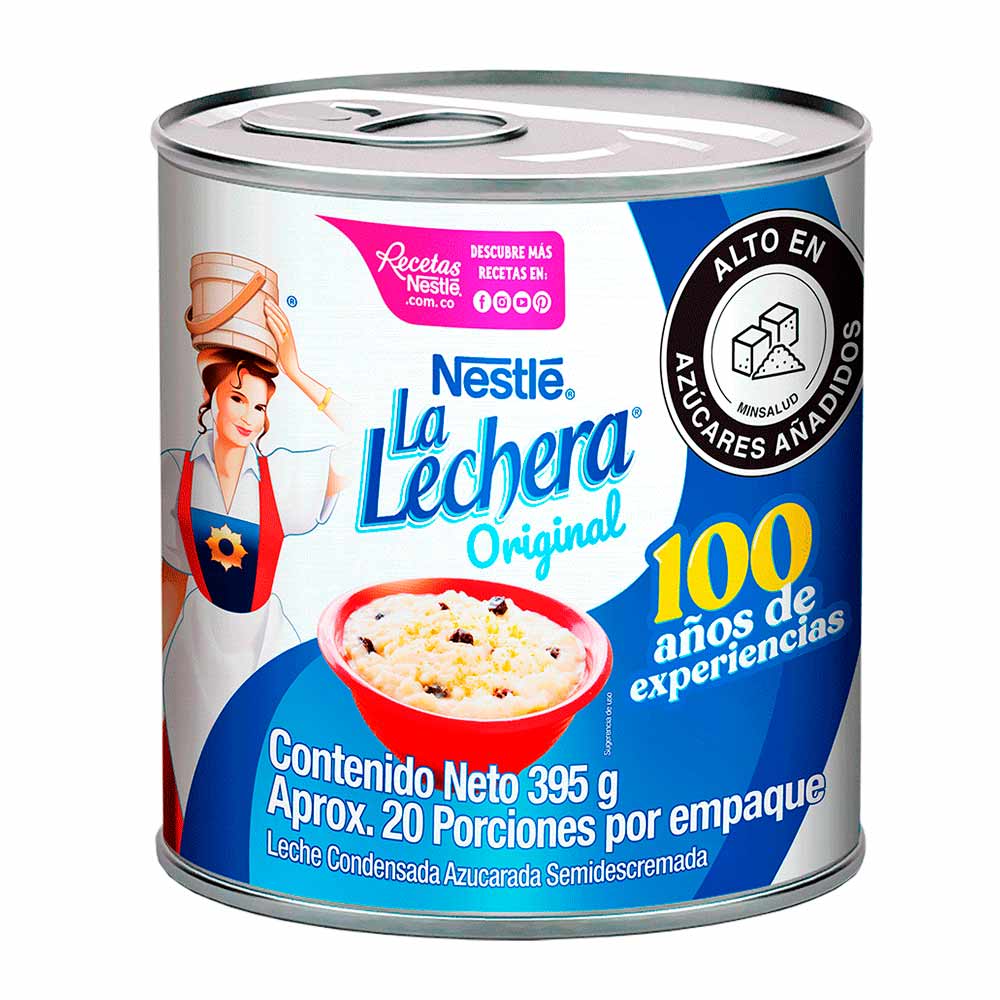 Recetas
Nestlé®
.com.co
DESCUBRE MÁS
RECETAS EN:
®
Nestlé®
La
Lechera®
Original
ALTO EN
AZÚCARES AÑADIDOS
MINSALUD
100
años de
experiencias
Sugerencia de uso
Contenido Neto 395 g
Aprox. 20 Porciones por empaque
Leche Condensada Azucarada Semidescremada